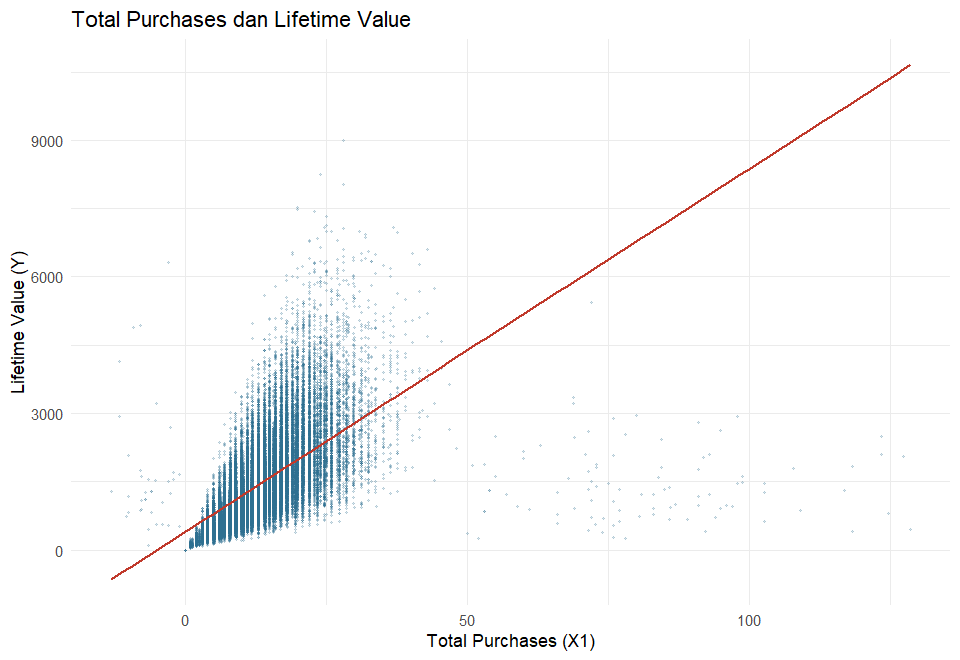 Total Purchases dan Lifetime Value
Lifetime Value (Y)
9000
6000
3000
0
0
50
100
Total Purchases (X1)